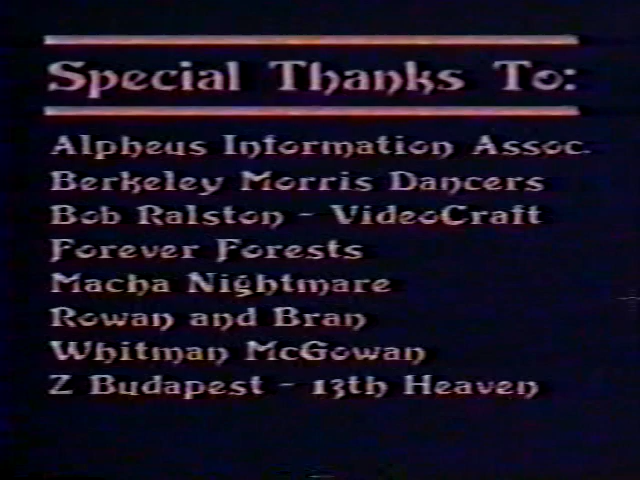 Special Thanks To:
Alpheus Information Assoc.
Berkeley Morris Dancers
Bob Ralston - VideoCraft
Forever Forests
Macha Nightmare
Rowan and Bran
Whitman McGowan
Z Budapest - 13th Heaven